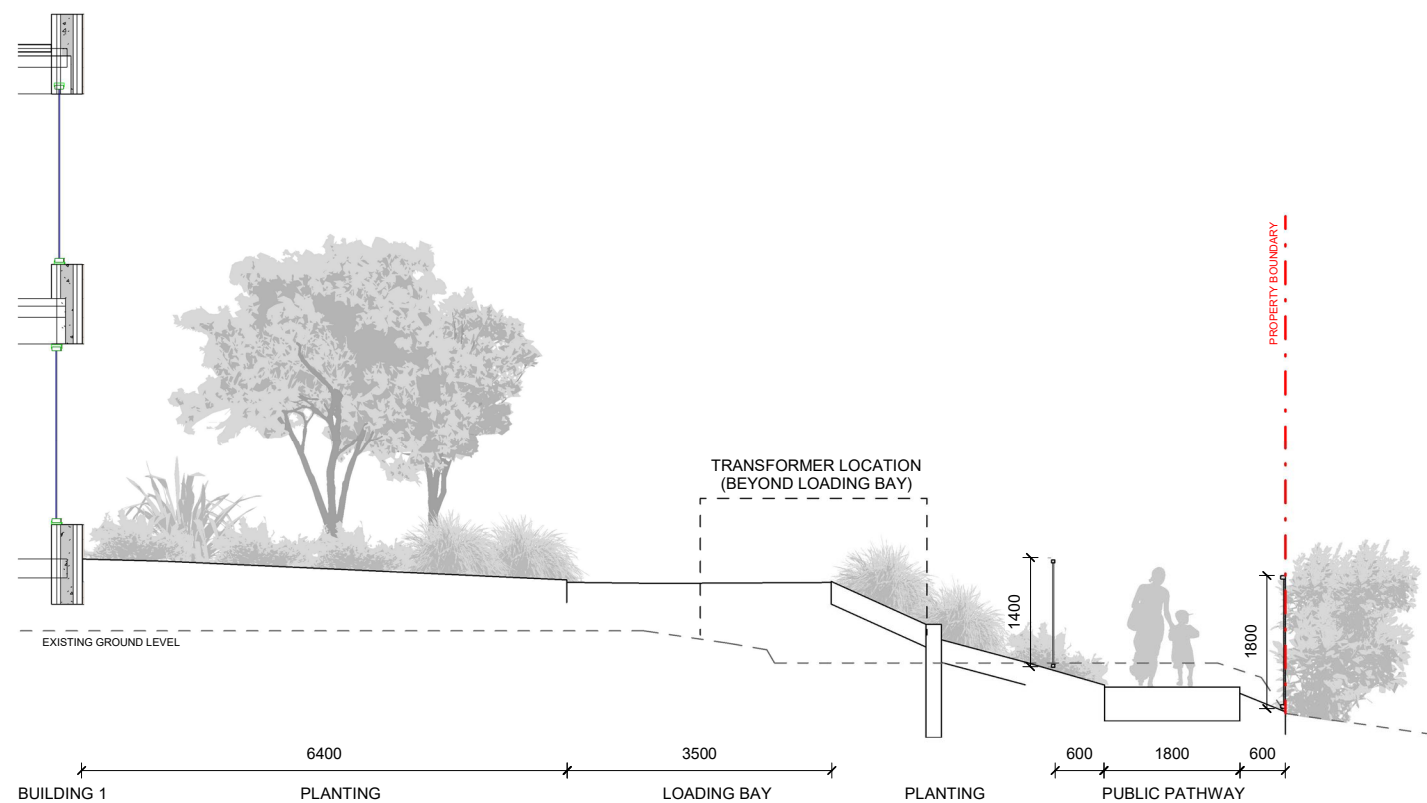 PROPERTY BOUNDARY
TRANSFORMER LOCATION
(BEYOND LOADING BAY)
1400
1800
EXISTING GROUND LEVEL
6400
3500
600
1800
600
BUILDING 1
PLANTING
LOADING BAY
PLANTING
PUBLIC PATHWAY